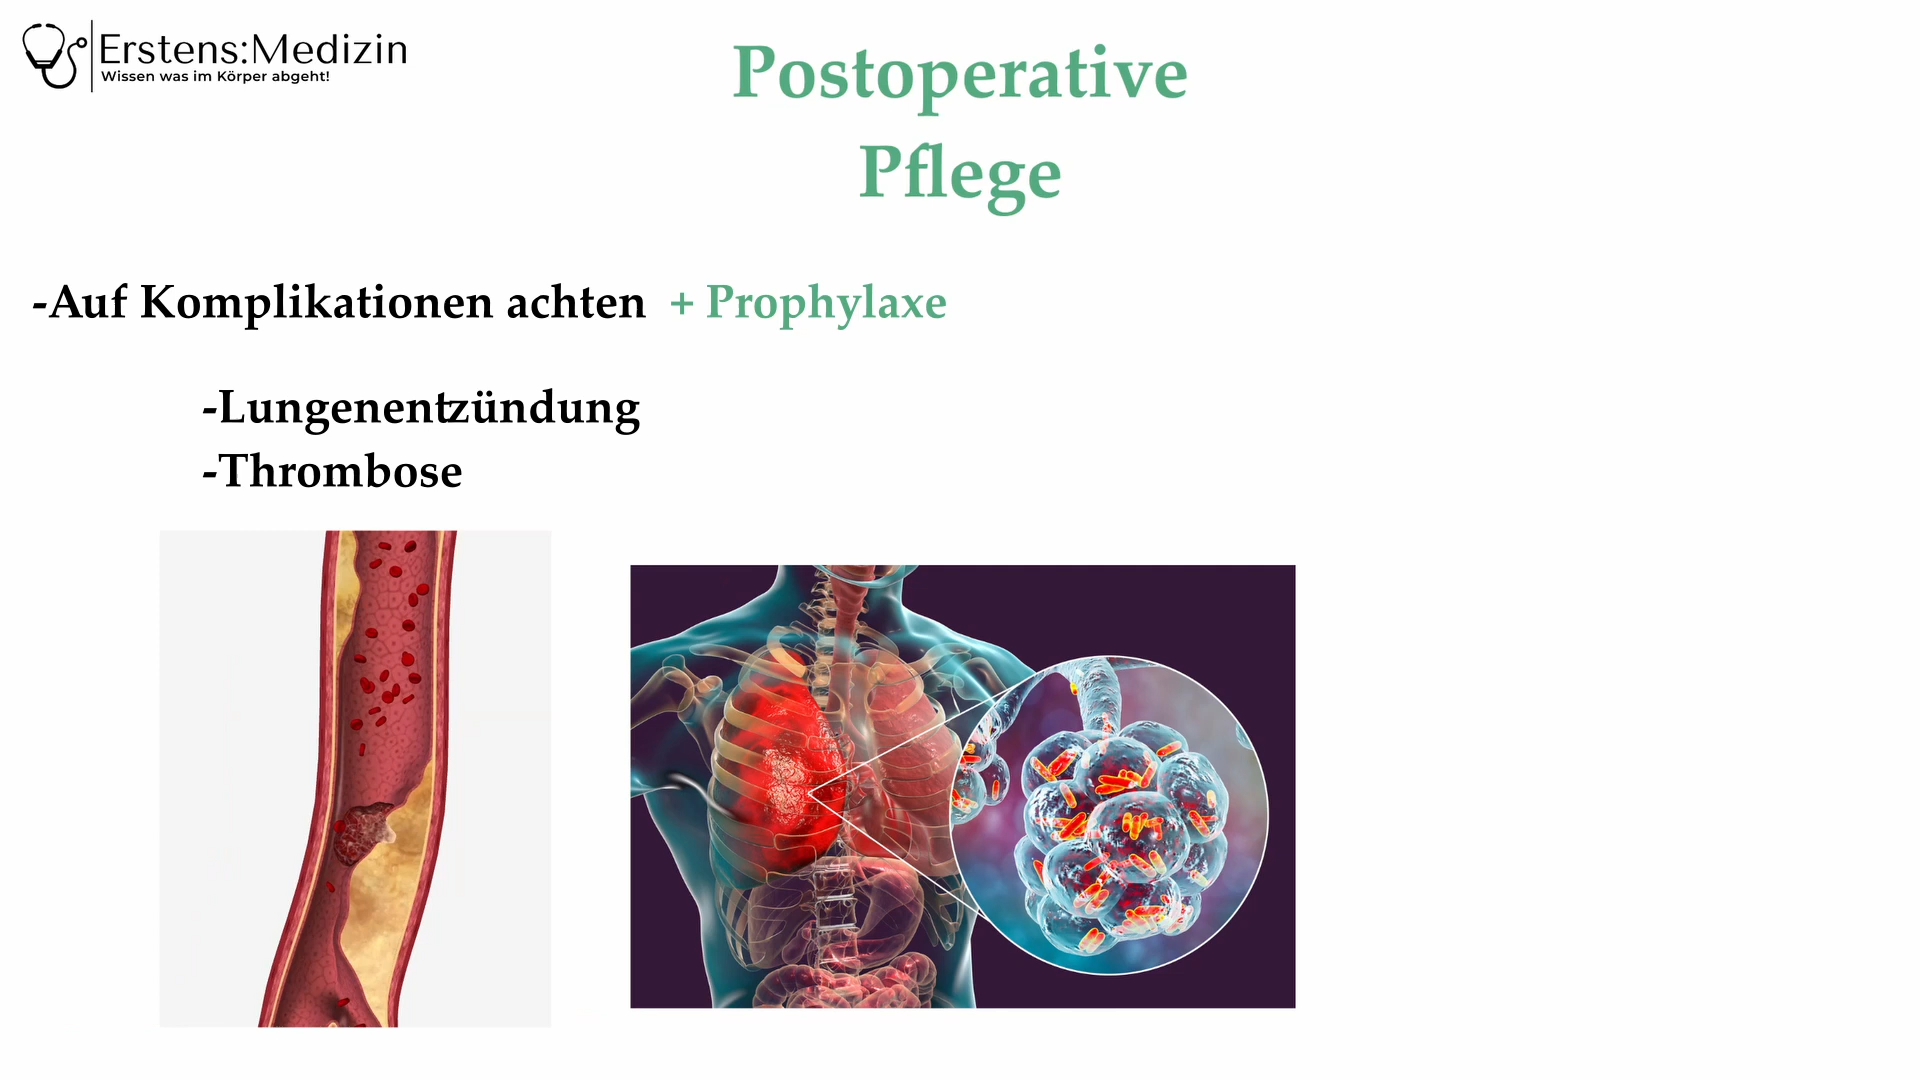 Erstens:Medizin
Wissen was im Körper abgeht!
Postoperative
Pflege
-Auf Komplikationen achten + Prophylaxe
-Lungenentzündung
-Thrombose